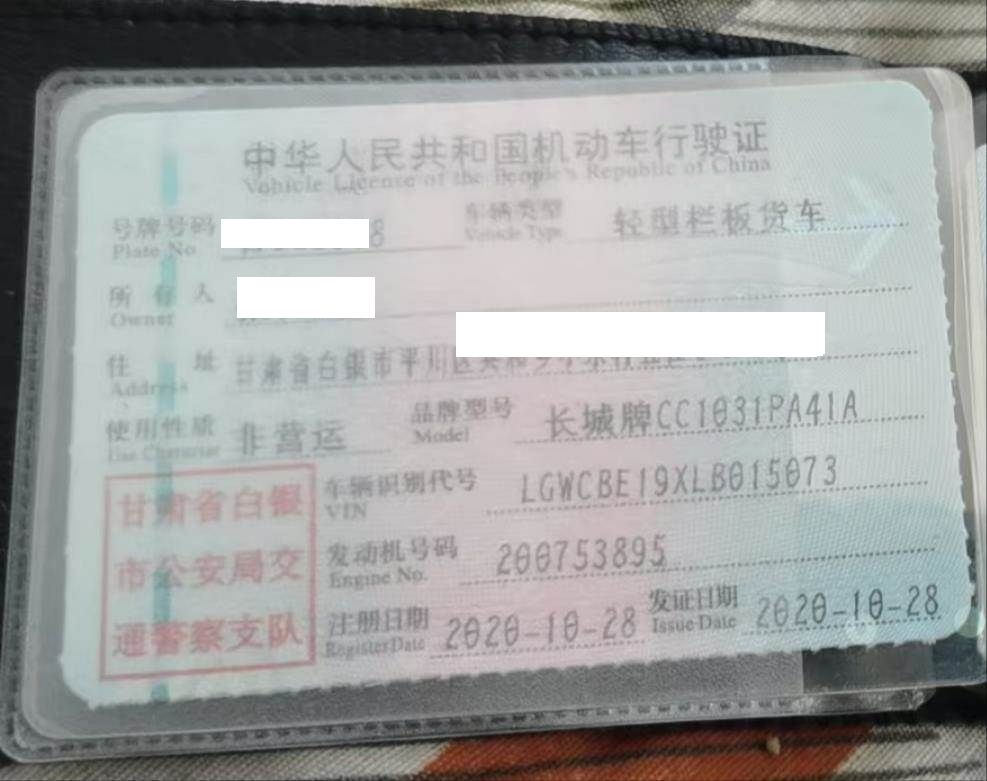 中华人民共和国机动车行驶证
Vehicle License of the People's Republic of China
号牌号码 8 车辆类型 轻型栏板货车
Plate No. Vehicle Type
所有人
Owner
住址 甘肃省白银市平川区
Address
使用性质 非营运 品牌型号 长城牌CC1031PA41A
Use Character Model
车辆识别代号 LGWCBE19XLB015073
VIN
发动机号码 200753895
Engine No.
注册日期 2020-10-28 发证日期 2020-10-28
Register Date Issue Date
甘肃省白银
市公安局交
通警察支队